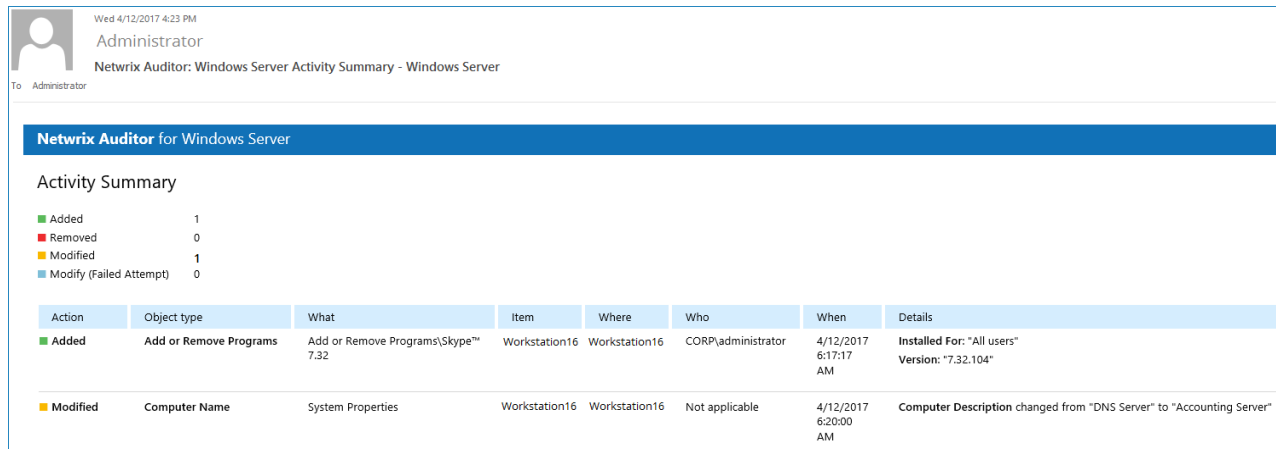 Wed 4/12/2017 4:23 PM
Administrator
Netwrix Auditor: Windows Server Activity Summary - Windows Server
To Administrator
Netwrix Auditor for Windows Server
Activity Summary
Added 1
Removed 0
Modified 1
Modify (Failed Attempt) 0
Action Object type What Item Where Who When Details
Added Add or Remove Programs Add or Remove Programs\Skype™ Workstation16 Workstation16 CORP\administrator 4/12/2017 Installed For: "All users"
7.32 6:17:17 Version: "7.32.104"
AM
Modified Computer Name System Properties Workstation16 Workstation16 Not applicable 4/12/2017 Computer Description changed from "DNS Server" to "Accounting Server"
6:20:00
AM